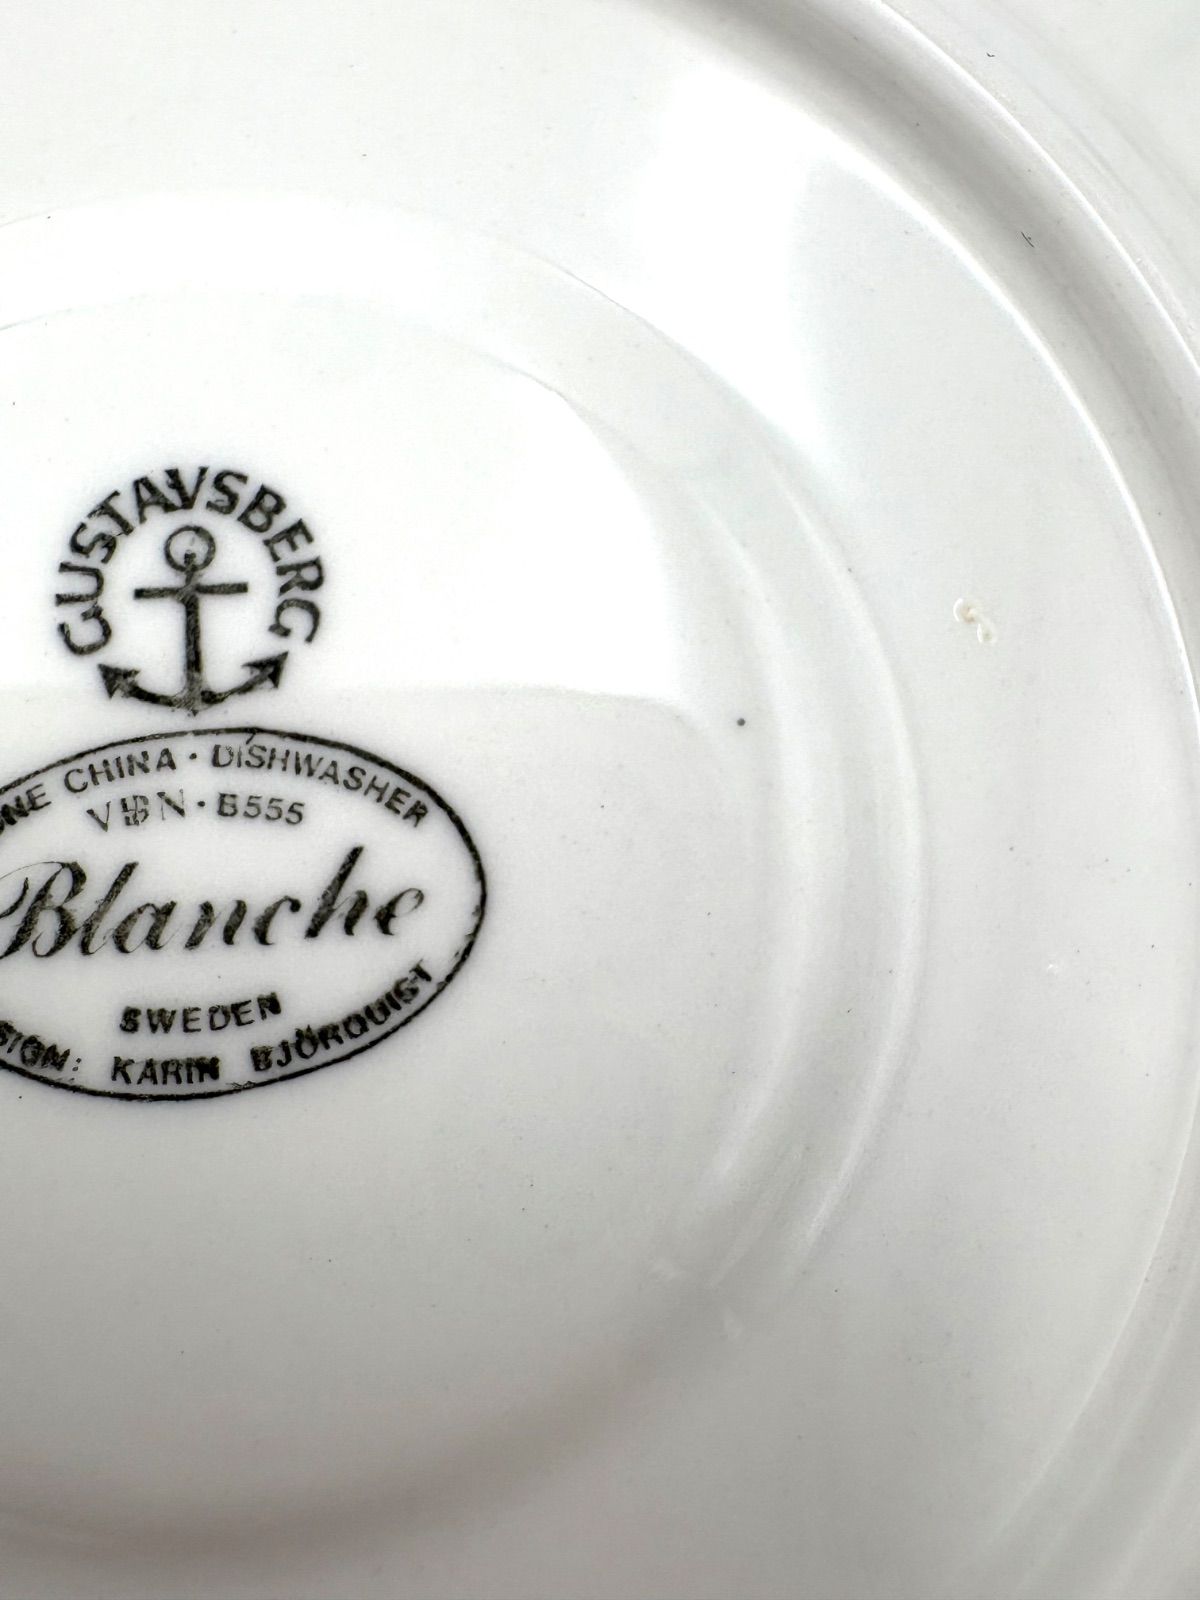 GUSTAVSBERG
NE CHINA · DISHWASHER
VBN · B555
Blanche
SWEDEN
SIGN: KARIN BJÖRQUIST